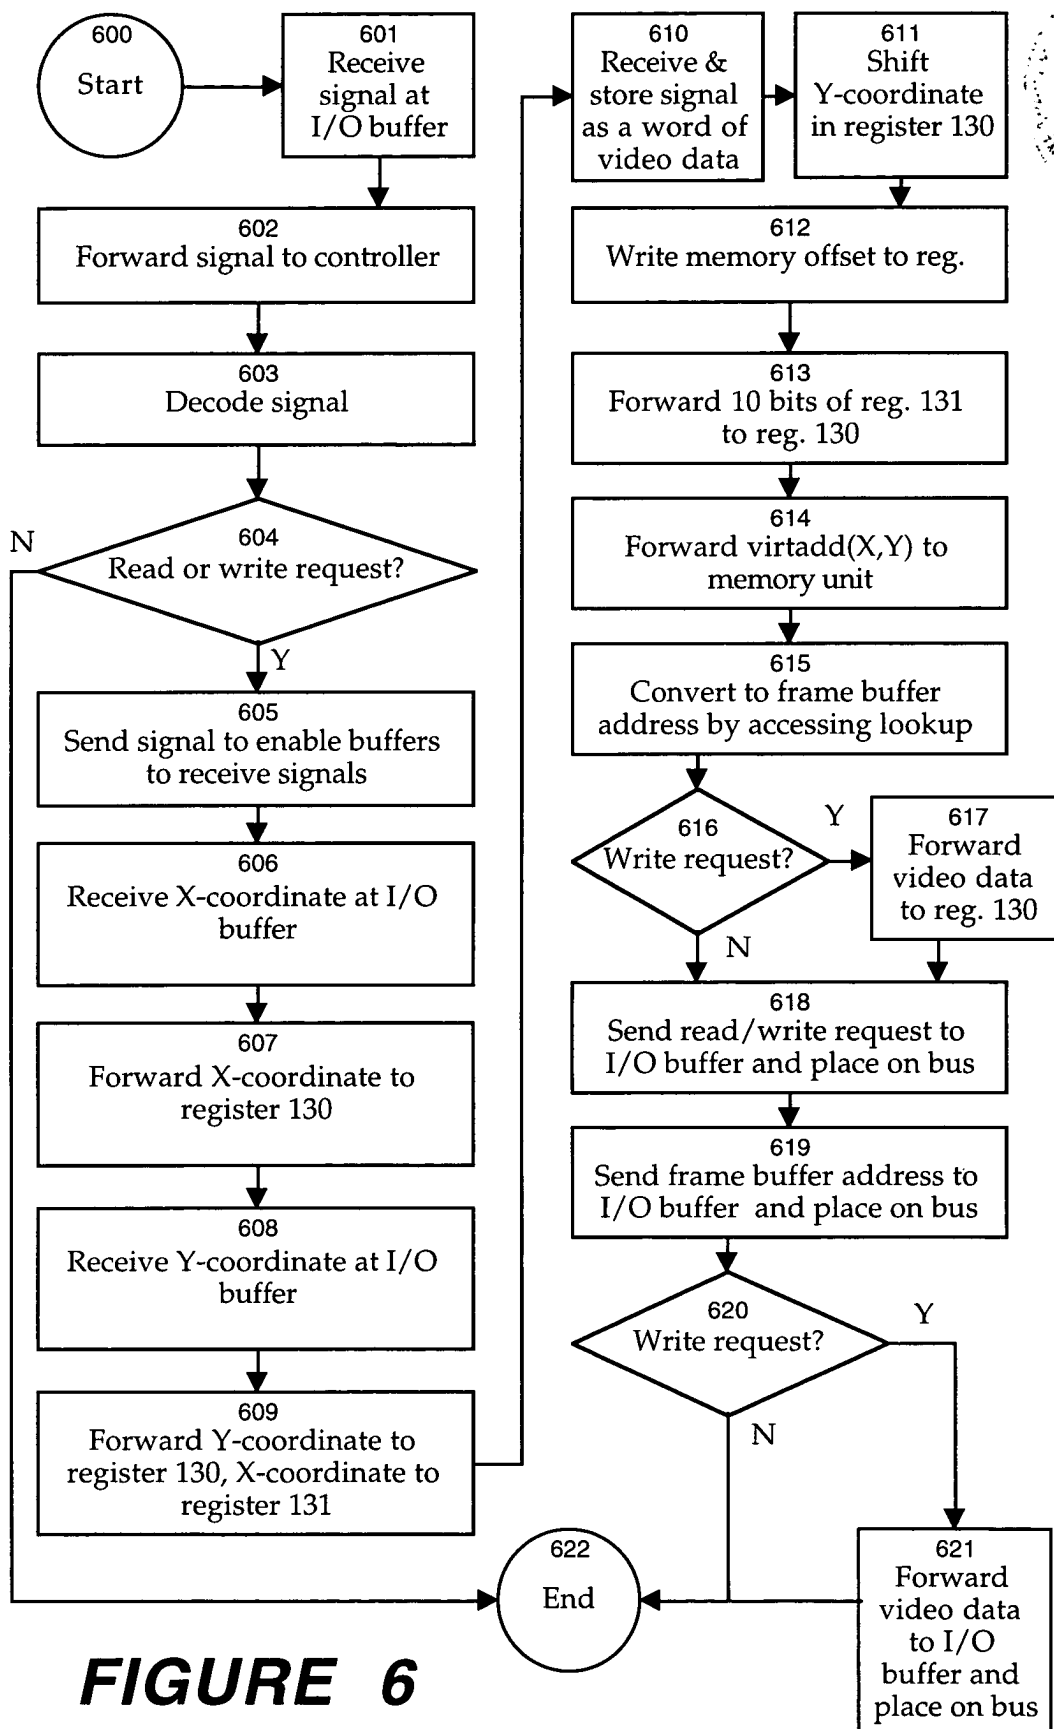 600
Start
601
Receive
signal at
I/O buffer
602
Forward signal to controller
603
Decode signal
604
Read or write request?
N
Y
605
Send signal to enable buffers
to receive signals
606
Receive X-coordinate at I/O
buffer
607
Forward X-coordinate to
register 130
608
Receive Y-coordinate at I/O
buffer
609
Forward Y-coordinate to
register 130, X-coordinate to
register 131
610
Receive &
store signal
as a word of
video data
611
Shift
Y-coordinate
in register 130
612
Write memory offset to reg.
613
Forward 10 bits of reg. 131
to reg. 130
614
Forward virtadd(X,Y) to
memory unit
615
Convert to frame buffer
address by accessing lookup
616
Write request?
Y
N
617
Forward
video data
to reg. 130
618
Send read/write request to
I/O buffer and place on bus
619
Send frame buffer address to
I/O buffer and place on bus
620
Write request?
Y
N
621
Forward
video data
to I/O
buffer and
place on bus
622
End
FIGURE 6